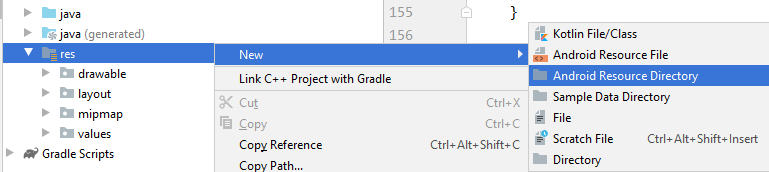 java
java (generated)
res
drawable
layout
mipmap
values
Gradle Scripts
155
}
156
New
Link C++ Project with Gradle
Cut Ctrl+X
Copy Ctrl+C
Copy Reference Ctrl+Alt+Shift+C
Copy Path...
Kotlin File/Class
Android Resource File
Android Resource Directory
Sample Data Directory
File
Scratch File Ctrl+Alt+Shift+Insert
Directory